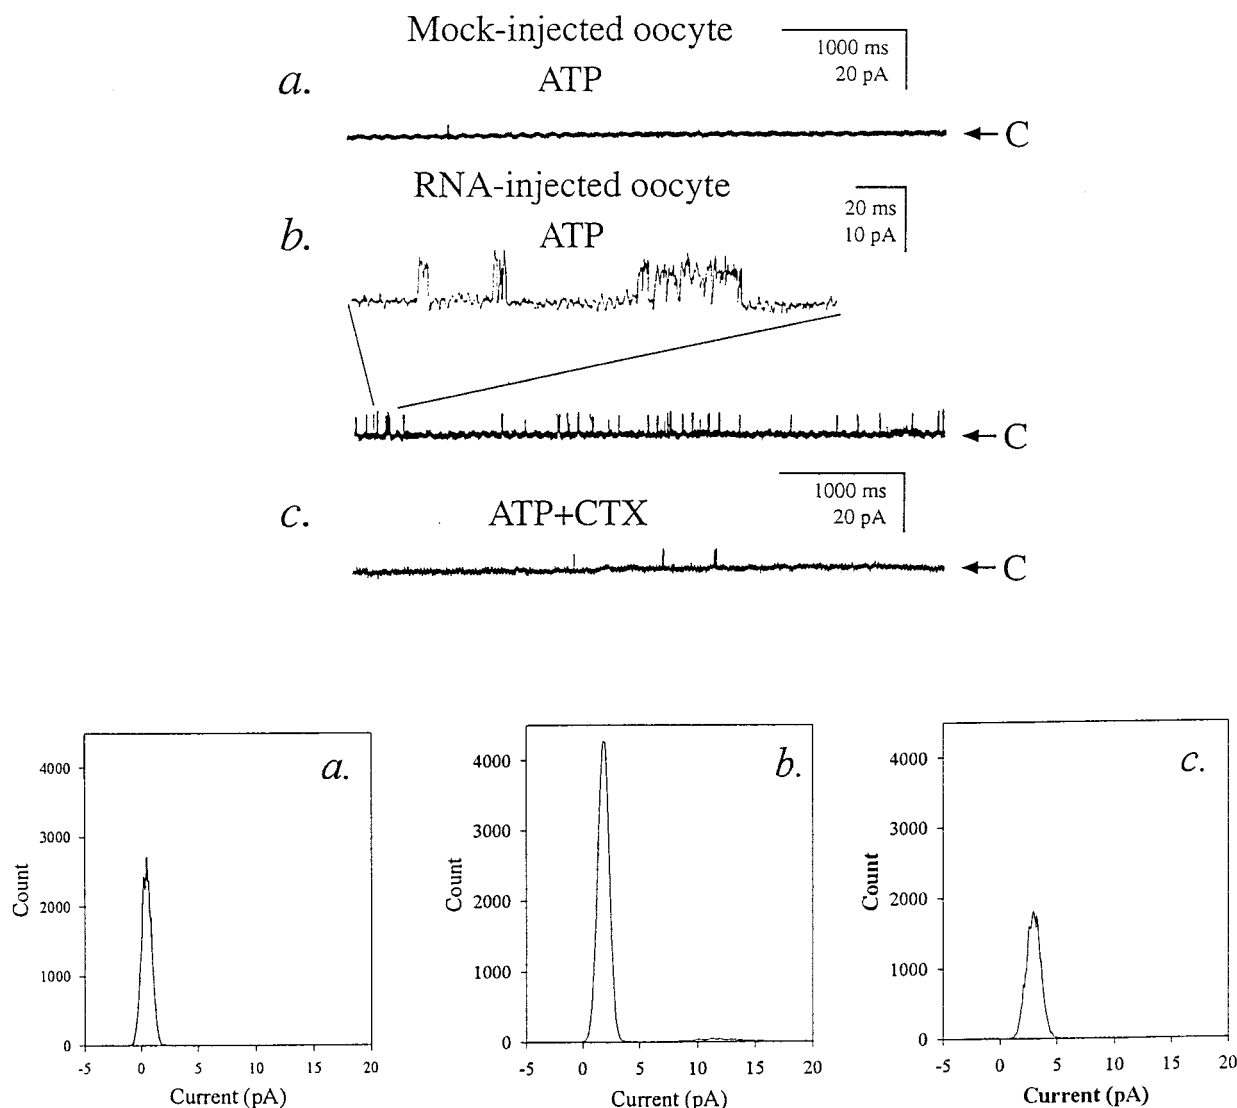 Mock-injected oocyte
1000 ms
20 pA
a.
ATP
C
RNA-injected oocyte
20 ms
10 pA
b.
ATP
C
1000 ms
20 pA
c.
ATP+CTX
C
a.
4000
3000
2000
1000
0
Count
-5 0 5 10 15 20
Current (pA)
b.
4000
3000
2000
1000
0
Count
-5 0 5 10 15 20
Current (pA)
c.
4000
3000
2000
1000
0
Count
-5 0 5 10 15 20
Current (pA)